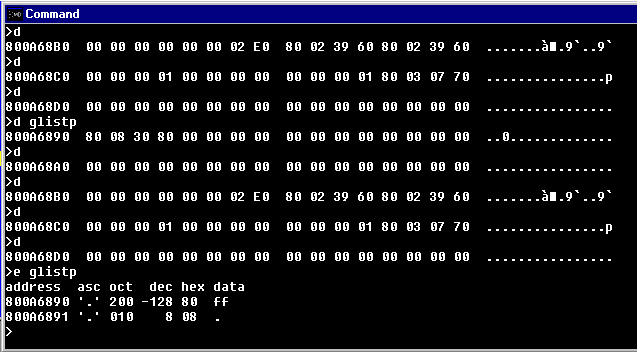 Command
>d
800A68B0  00 00 00 00 00 00 02 E0  80 02 39 60 80 02 39 60  .......à█.9`..9`
>d
800A68C0  00 00 00 01 00 00 00 00  00 00 00 01 80 03 07 70  ...............p
>d
800A68D0  00 00 00 00 00 00 00 00  00 00 00 00 00 00 00 00  ................
>d glistp
800A6890  80 08 30 80 00 00 00 00  00 00 00 00 00 00 00 00  ..0.............
>d
800A68A0  00 00 00 00 00 00 00 00  00 00 00 00 00 00 00 00  ................
>d
800A68B0  00 00 00 00 00 00 02 E0  80 02 39 60 80 02 39 60  .......à█.9`..9`
>d
800A68C0  00 00 00 01 00 00 00 00  00 00 00 01 80 03 07 70  ...............p
>d
800A68D0  00 00 00 00 00 00 00 00  00 00 00 00 00 00 00 00  ................
>e glistp
address  asc oct  dec hex data
800A6890 '.' 200 -128 80  ff
800A6891 '.' 010    8 08  .
>